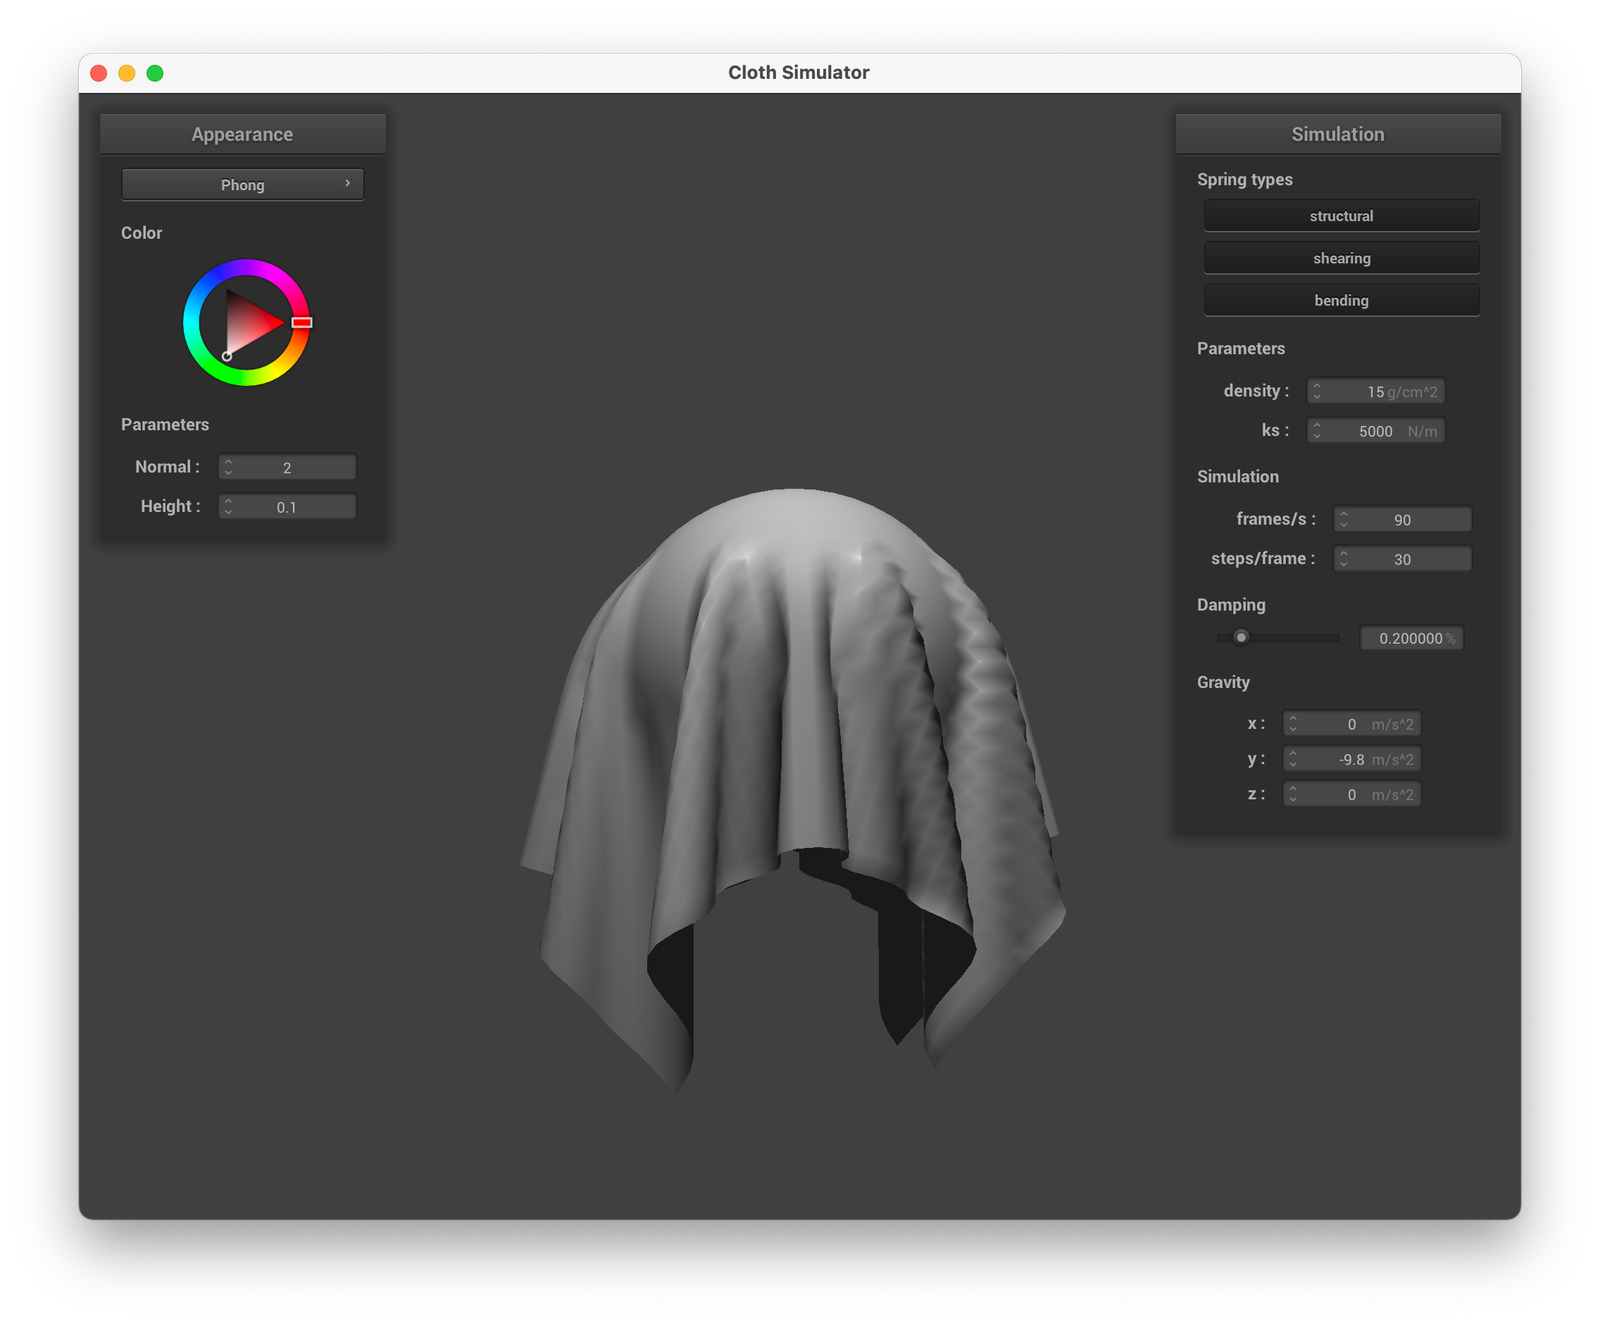 Cloth Simulator
Appearance
Phong
Color
Parameters
Normal : 2
Height : 0.1
Simulation
Spring types
structural
shearing
bending
Parameters
density : 15 g/cm^2
ks : 5000 N/m
Simulation
frames/s : 90
steps/frame : 30
Damping
0.200000 %
Gravity
x : 0 m/s^2
y : -9.8 m/s^2
z : 0 m/s^2